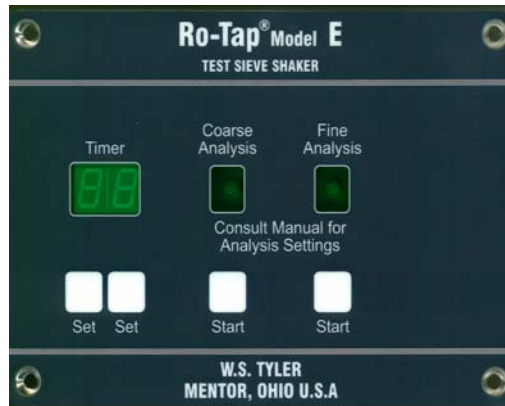 Ro-Tap® Model E
TEST SIEVE SHAKER
Timer
Coarse Analysis
Fine Analysis
Consult Manual for
Analysis Settings
Set Set
Start
Start
W.S. TYLER
MENTOR, OHIO U.S.A